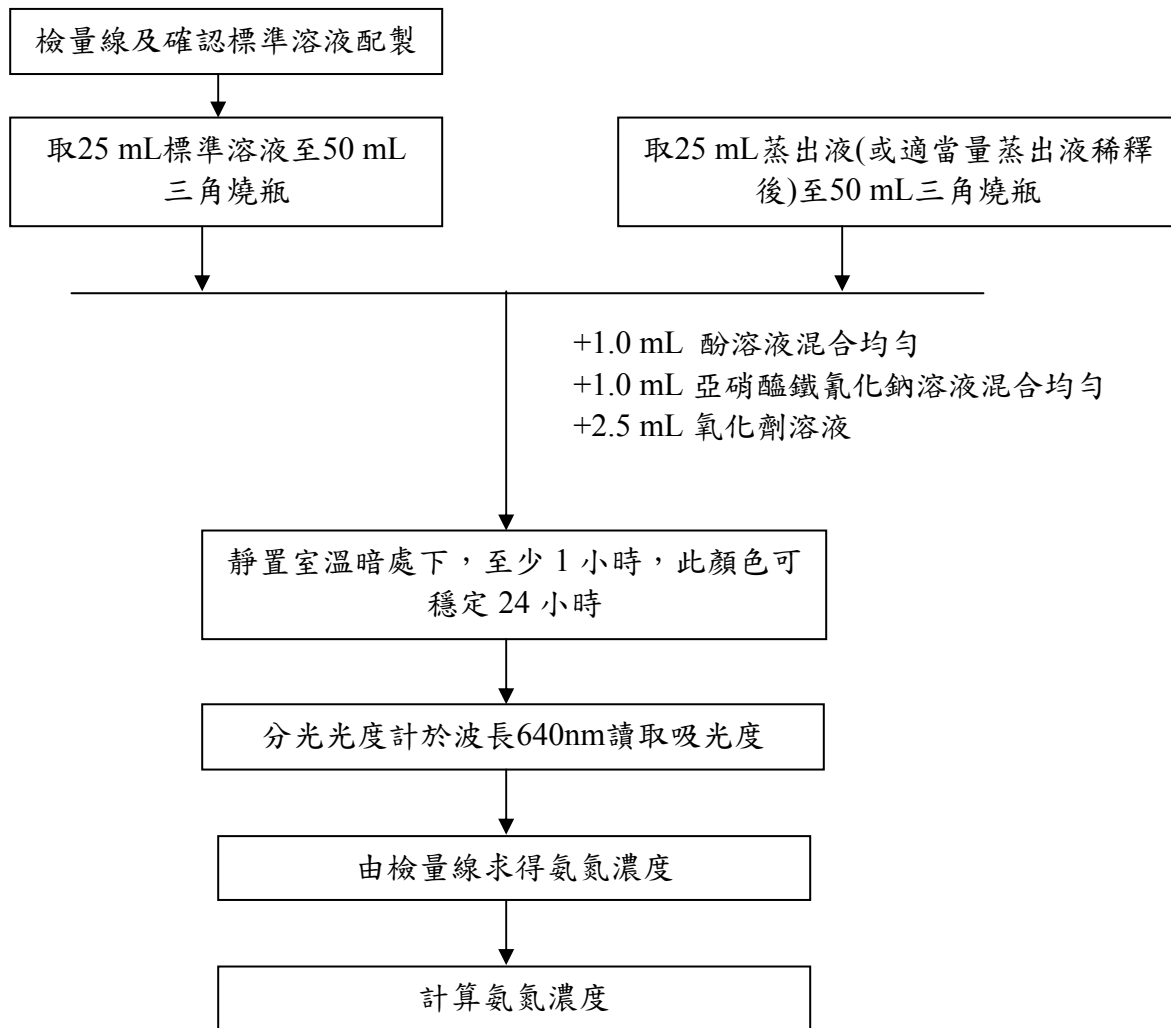 檢量線及確認標準溶液配製
取25 mL標準溶液至50 mL
三角燒瓶
取25 mL蒸出液(或適當量蒸出液稀釋
後)至50 mL三角燒瓶
+1.0 mL 酚溶液混合均勻
+1.0 mL 亞硝醯鐵氰化鈉溶液混合均勻
+2.5 mL 氧化劑溶液
靜置室溫暗處下，至少 1 小時，此顏色可
穩定 24 小時
分光光度計於波長640nm讀取吸光度
由檢量線求得氨氮濃度
計算氨氮濃度